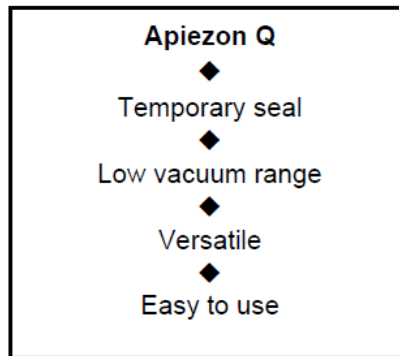 Apiezon Q
◆
Temporary seal
◆
Low vacuum range
◆
Versatile
◆
Easy to use